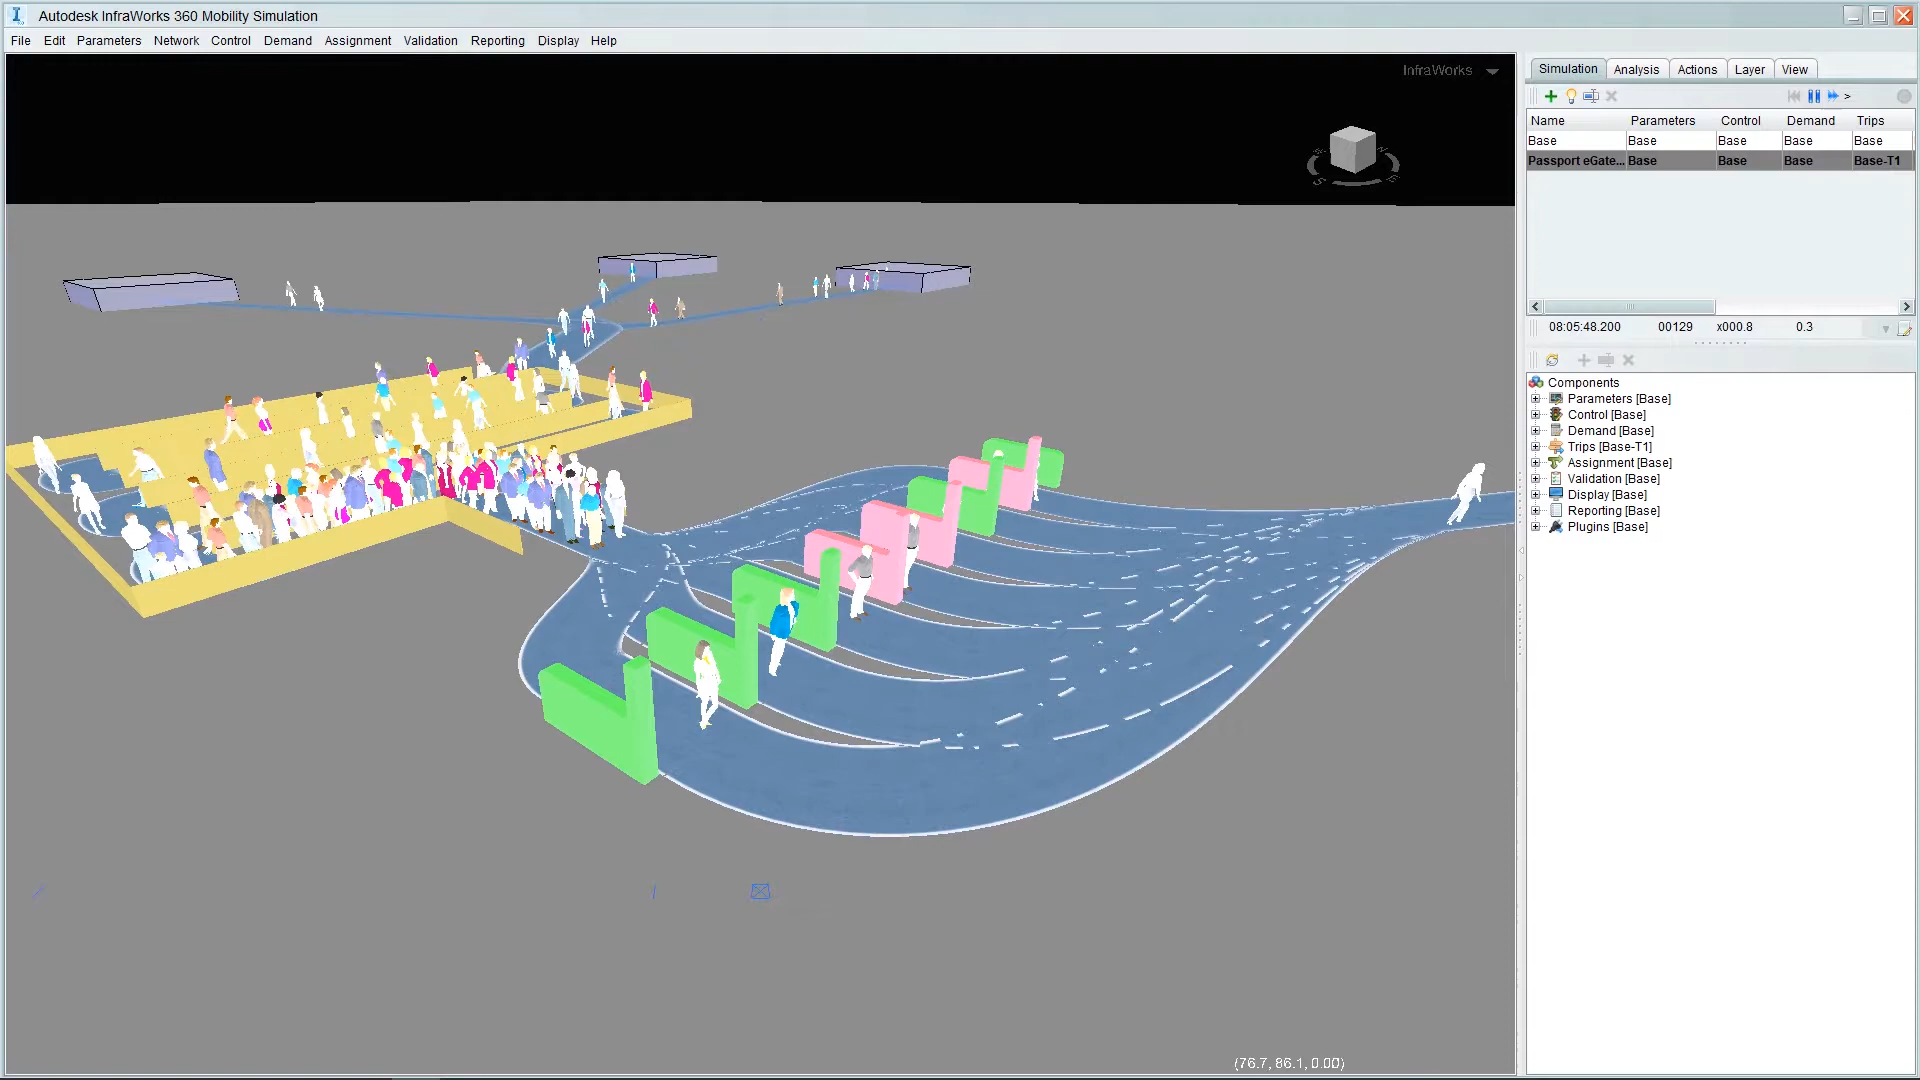 Autodesk InfraWorks 360 Mobility Simulation
File Edit Parameters Network Control Demand Assignment Validation Reporting Display Help
InfraWorks
S
E
(76.7, 86.1, 0.00)
Simulation Analysis Actions Layer View
>
Name Parameters Control Demand Trips
Base Base Base Base Base
Passport eGate... Base Base Base Base-T1
08:05:48.200 00129 x000.8 0.3
Components
Parameters [Base]
Control [Base]
Demand [Base]
Trips [Base-T1]
Assignment [Base]
Validation [Base]
Display [Base]
Reporting [Base]
Plugins [Base]